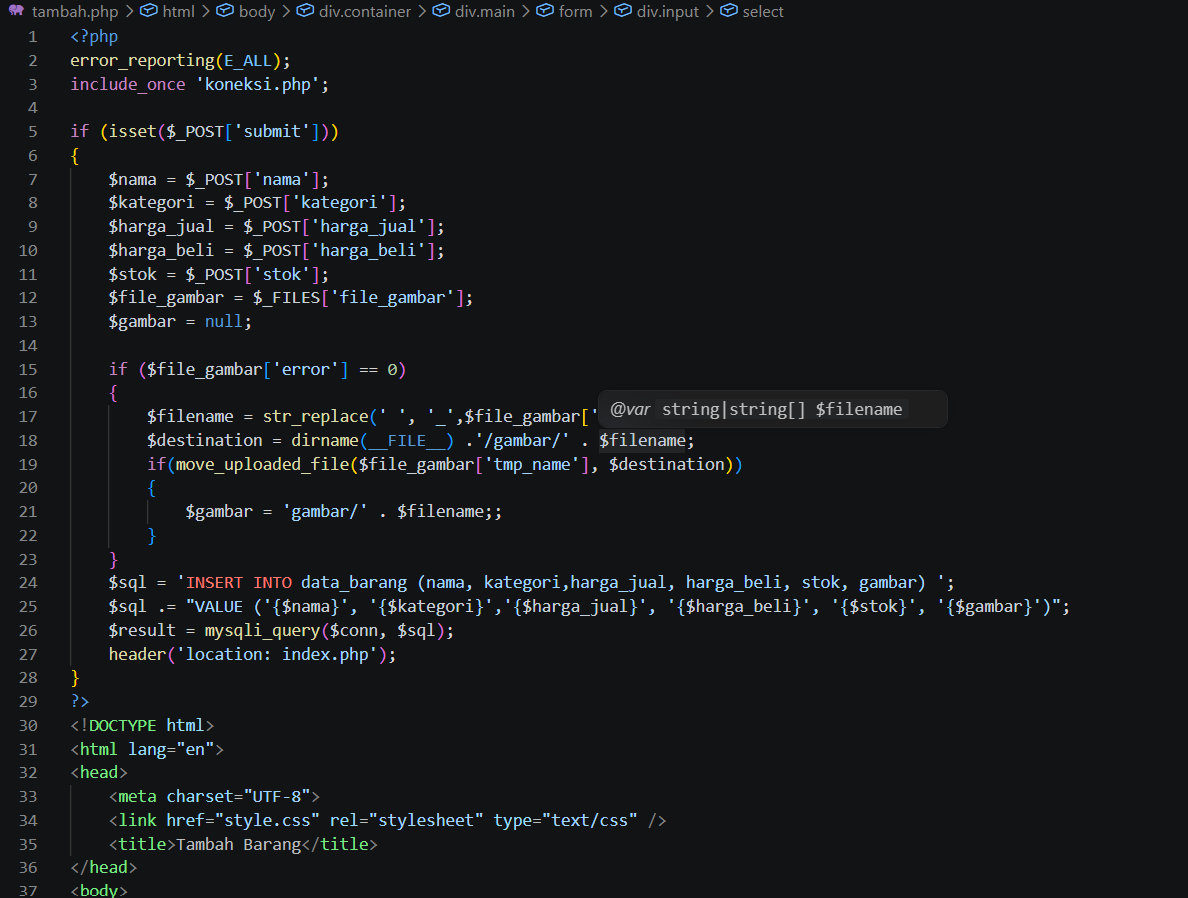 tambah.php > html > body > div.container > div.main > form > div.input > select
1 <?php
2 error_reporting(E_ALL);
3 include_once 'koneksi.php';
4
5 if (isset($_POST['submit']))
6 {
7 $nama = $_POST['nama'];
8 $kategori = $_POST['kategori'];
9 $harga_jual = $_POST['harga_jual'];
10 $harga_beli = $_POST['harga_beli'];
11 $stok = $_POST['stok'];
12 $file_gambar = $_FILES['file_gambar'];
13 $gambar = null;
14
15 if ($file_gambar['error'] == 0)
16 {
17 $filename = str_replace(' ', '_',$file_gambar['
@var string|string[] $filename
18 $destination = dirname(__FILE__) .'/gambar/' . $filename;
19 if(move_uploaded_file($file_gambar['tmp_name'], $destination))
20 {
21 $gambar = 'gambar/' . $filename;;
22 }
23 }
24 $sql = 'INSERT INTO data_barang (nama, kategori,harga_jual, harga_beli, stok, gambar) ';
25 $sql .= "VALUE ('{$nama}', '{$kategori}','{$harga_jual}', '{$harga_beli}', '{$stok}', '{$gambar}')";
26 $result = mysqli_query($conn, $sql);
27 header('location: index.php');
28 }
29 ?>
30 <!DOCTYPE html>
31 <html lang="en">
32 <head>
33 <meta charset="UTF-8">
34 <link href="style.css" rel="stylesheet" type="text/css" />
35 <title>Tambah Barang</title>
36 </head>
37 <body>